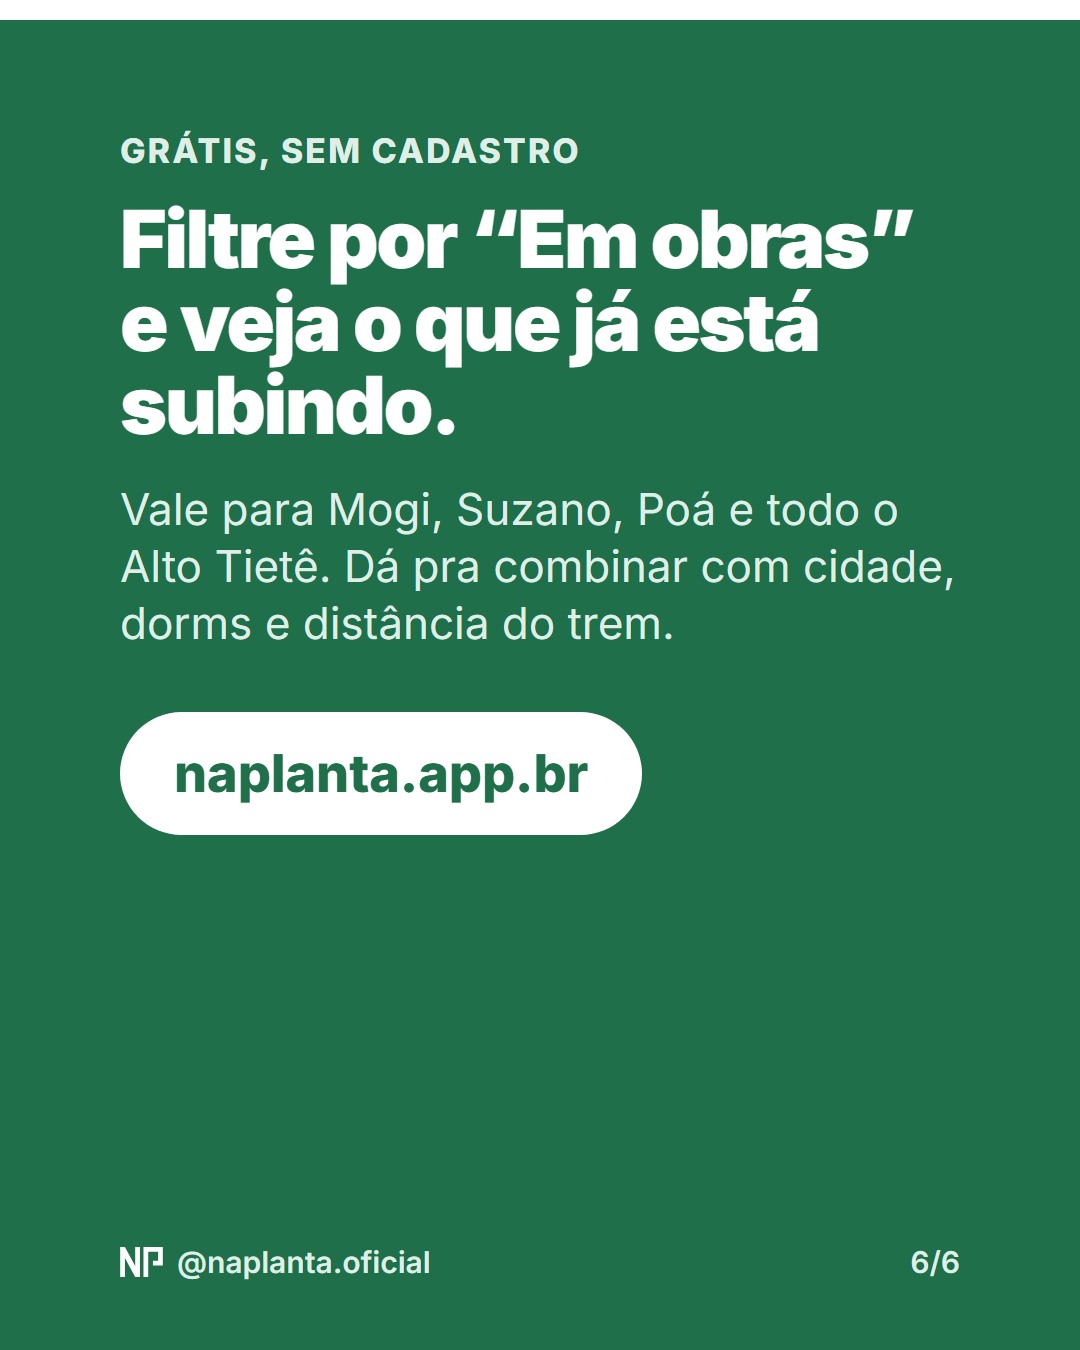 GRÁTIS, SEM CADASTRO
Filtre por “Em obras”
e veja o que já está
subindo.
Vale para Mogi, Suzano, Poá e todo o
Alto Tietê. Dá pra combinar com cidade,
dorms e distância do trem.
naplanta.app.br
NP @naplanta.oficial
6/6